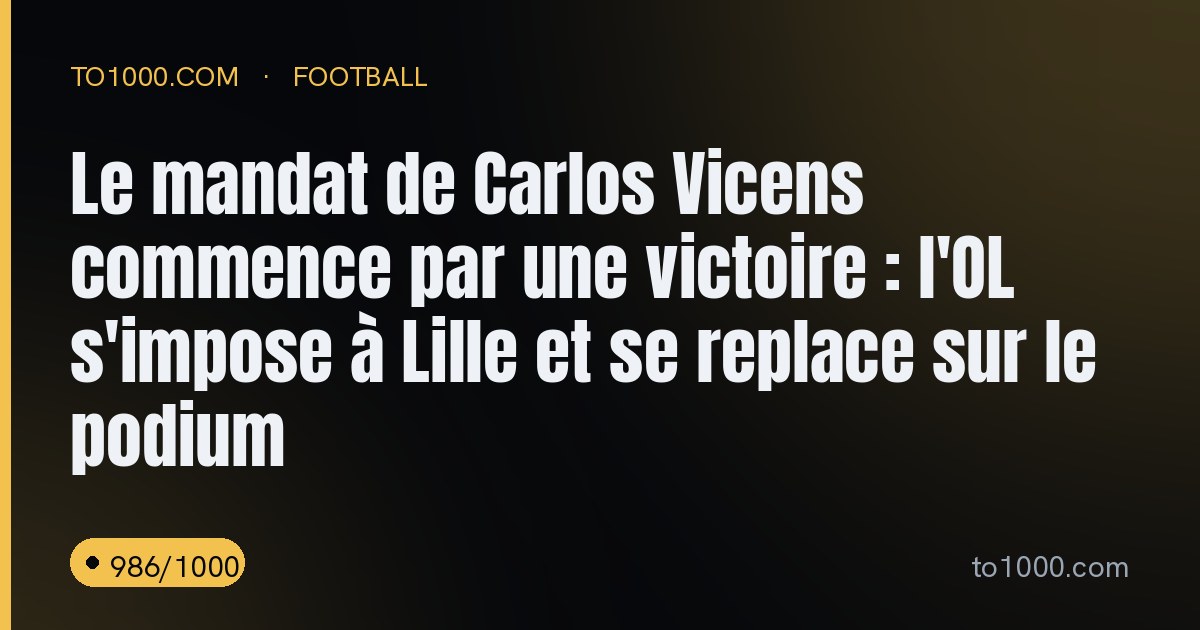 TO1000.COM · FOOTBALL
Le mandat de Carlos Vicens
commence par une victoire : l'OL
s'impose à Lille et se replace sur le
podium
986/1000
to1000.com